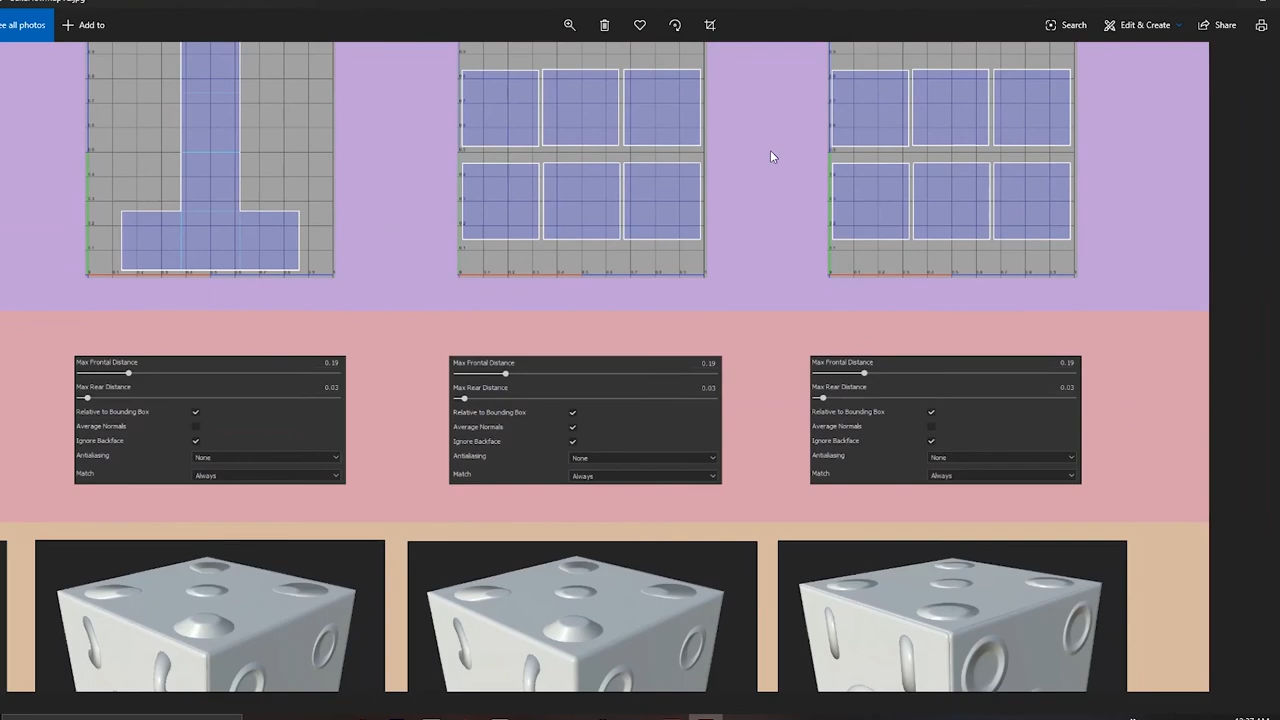 ee all photos
Add to
Search
Edit & Create
Share
Max Frontal Distance 0.19
Max Rear Distance 0.03
Relative to Bounding Box
Average Normals
Ignore Backface
Antialiasing None
Match Always
Max Frontal Distance 0.19
Max Rear Distance 0.03
Relative to Bounding Box
Average Normals
Ignore Backface
Antialiasing None
Match Always
Max Frontal Distance 0.19
Max Rear Distance 0.03
Relative to Bounding Box
Average Normals
Ignore Backface
Antialiasing None
Match Always